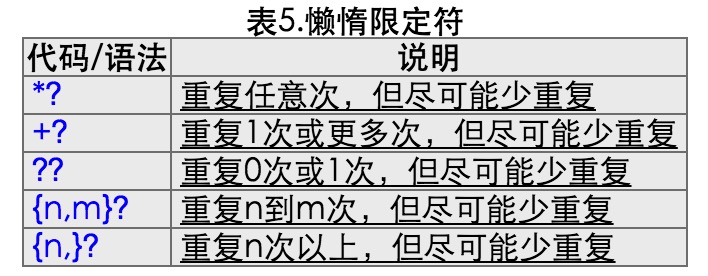 表5.懒惰限定符
代码/语法 说明
*? 重复任意次，但尽可能少重复
+? 重复1次或更多次，但尽可能少重复
?? 重复0次或1次，但尽可能少重复
{n,m}? 重复n到m次，但尽可能少重复
{n,}? 重复n次以上，但尽可能少重复